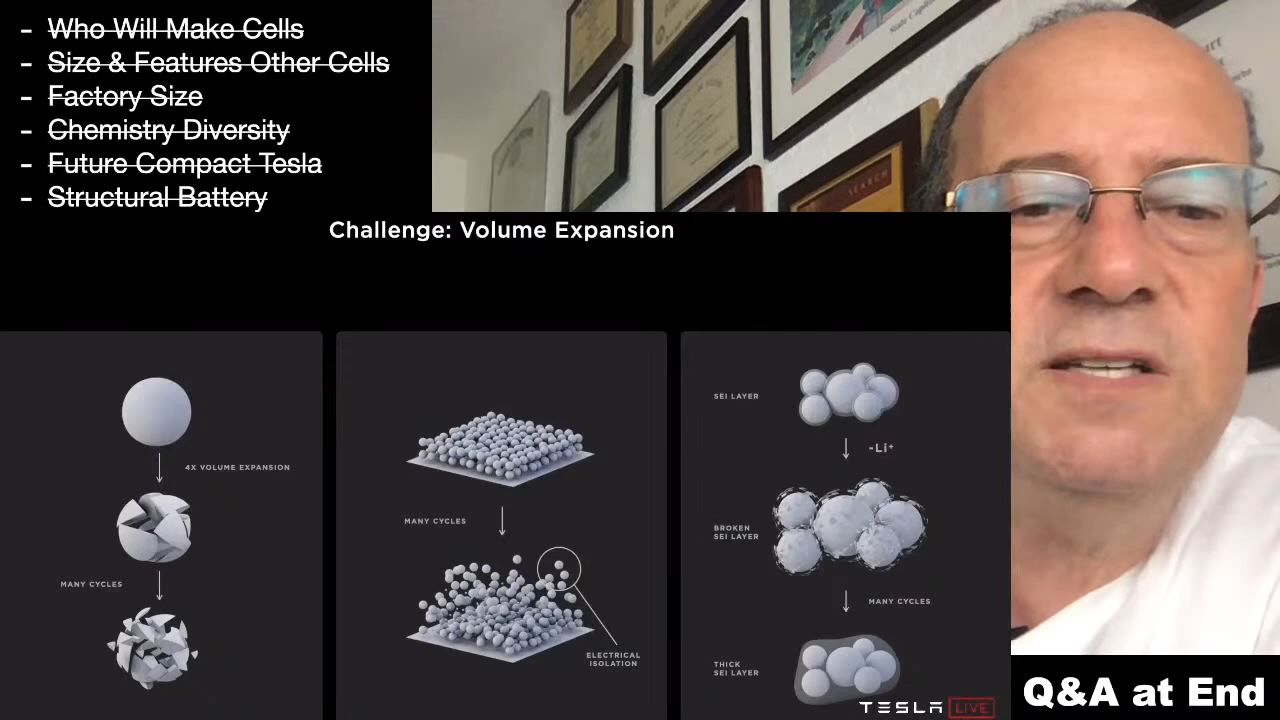 - Who Will Make Cells
- Size & Features Other Cells
- Factory Size
- Chemistry Diversity
- Future Compact Tesla
- Structural Battery
SEARCH
Challenge: Volume Expansion
4X VOLUME EXPANSION
MANY CYCLES
MANY CYCLES
ELECTRICAL
ISOLATION
SEI LAYER
-Li⁺
BROKEN
SEI LAYER
MANY CYCLES
THICK
SEI LAYER
TESLA LIVE
Q&A at End